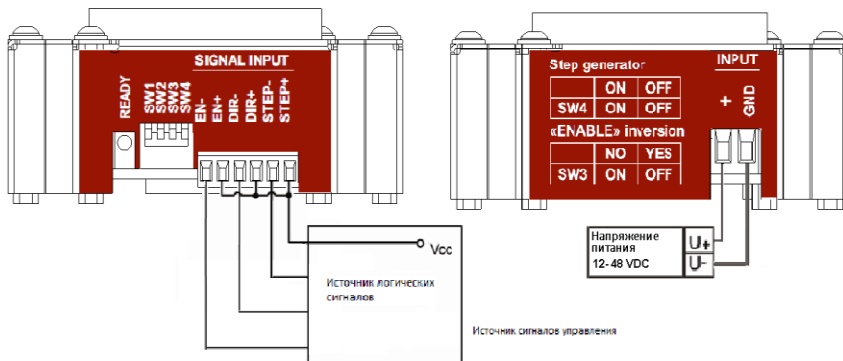 SIGNAL INPUT
READY
SW1
SW2
SW3
SW4
EN-
EN+
DIR-
DIR+
STEP-
STEP+
Vcc
Источник логических
сигналов
Источник сигналов управления
Step generator
ON OFF
SW4 ON OFF
«ENABLE» inversion
NO YES
SW3 ON OFF
INPUT
+
GND
Напряжение
питания
12- 48 VDC
U+
U-